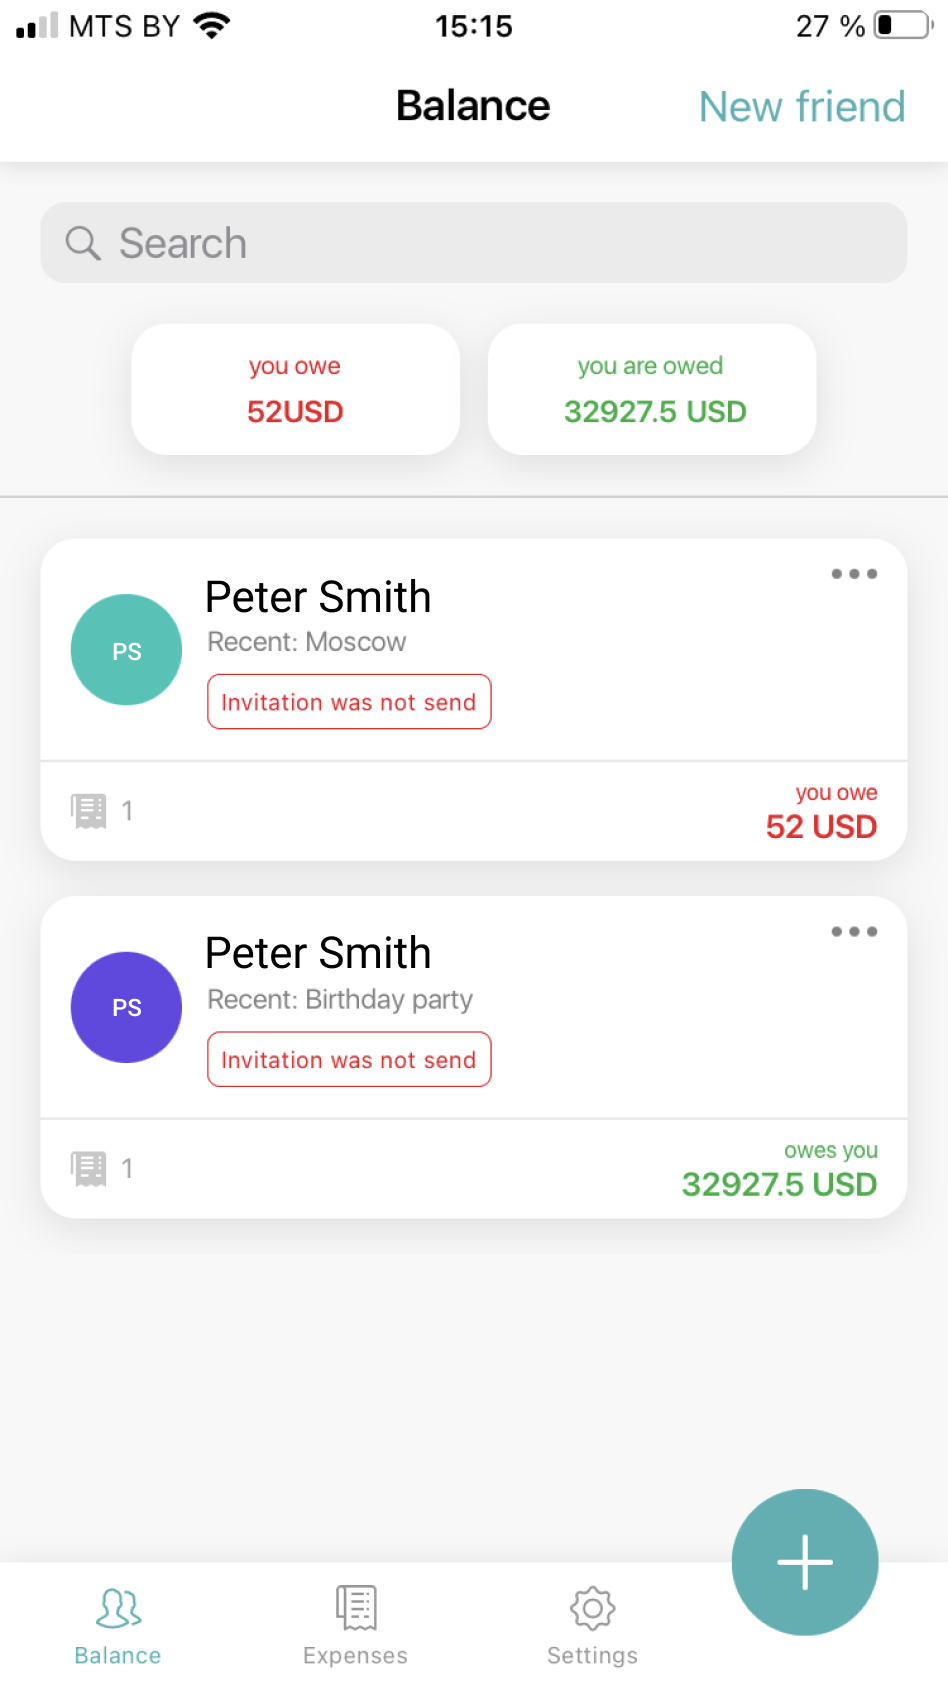 MTS BY 15:15 27 %
Balance New friend
Search
you owe
52USD
you are owed
32927.5 USD
PS
Peter Smith
Recent: Moscow
Invitation was not send
1
you owe
52 USD
PS
Peter Smith
Recent: Birthday party
Invitation was not send
1
owes you
32927.5 USD
Balance Expenses Settings